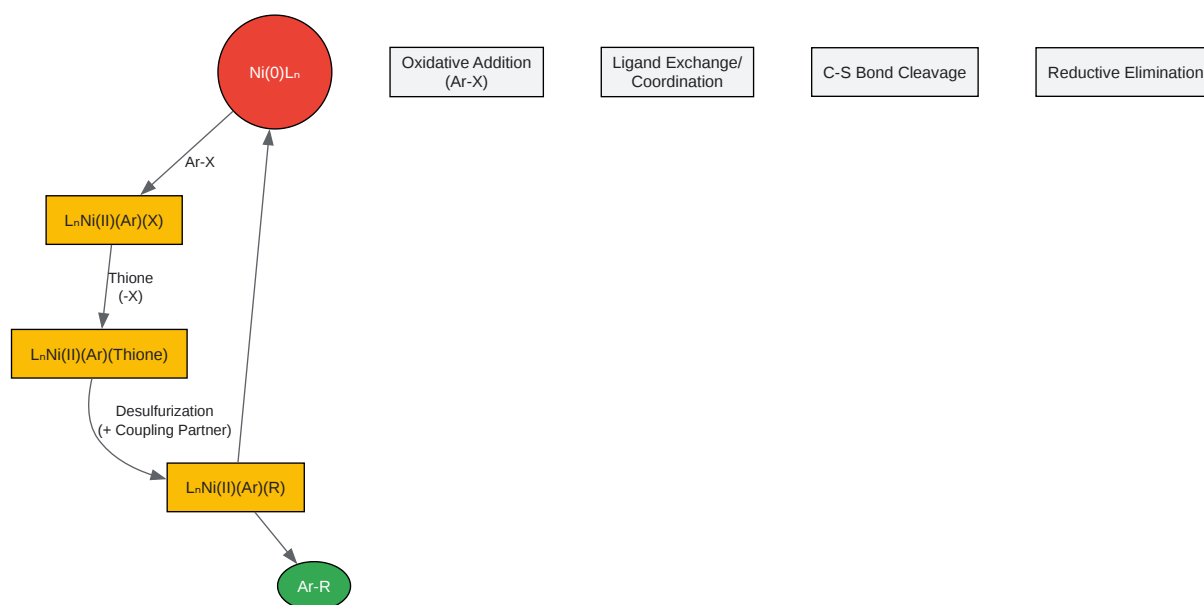 Ni(0)Lₙ
Oxidative Addition
(Ar-X)
Ligand Exchange/
Coordination
C-S Bond Cleavage
Reductive Elimination
Ar-X
LₙNi(II)(Ar)(X)
Thione
(-X)
LₙNi(II)(Ar)(Thione)
Desulfurization
(+ Coupling Partner)
LₙNi(II)(Ar)(R)
Ar-R